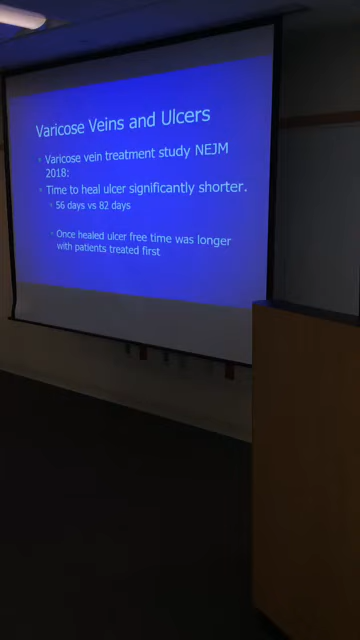 Varicose Veins and Ulcers
Varicose vein treatment study NEJM
2018:
Time to heal ulcer significantly shorter.
56 days vs 82 days
Once healed ulcer free time was longer
with patients treated first